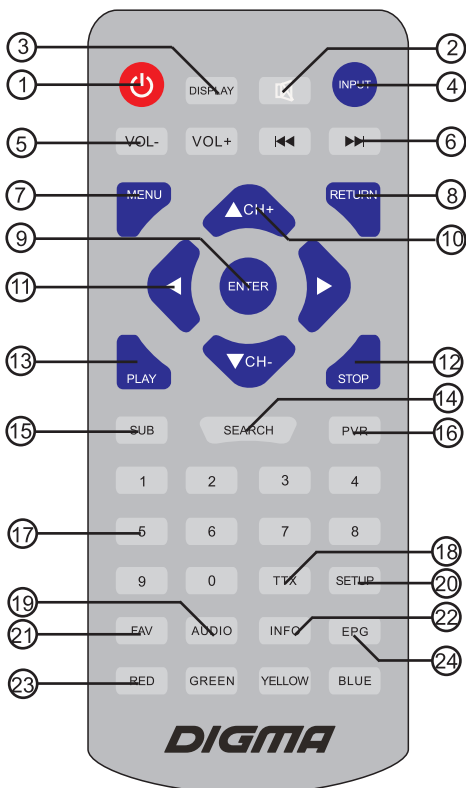 3
2
1
DISPLAY
INPUT
4
5
VOL-
VOL+
6
7
MENU
CH+
RETURN
8
9
ENTER
10
11
CH-
13
PLAY
STOP
12
14
15
SUB
SEARCH
PVR
16
1 2 3 4
17
5 6 7 8
18
9 0 TTX SETUP
20
19
21
FAV
AUDIO
INFO
EPG
22
24
23
RED GREEN YELLOW BLUE
DIGMA